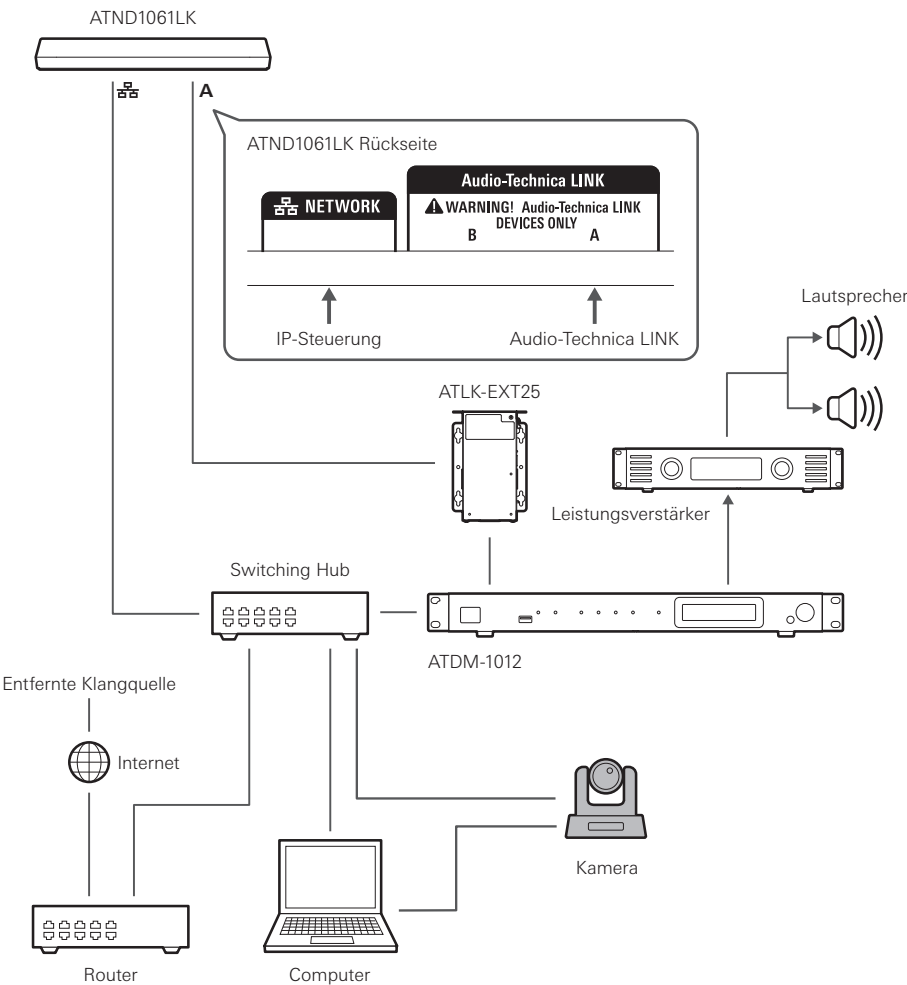 ATND1061LK
A
ATND1061LK Rückseite
Audio-Technica LINK
NETWORK
WARNING! Audio-Technica LINK
DEVICES ONLY
B A
IP-Steuerung
Audio-Technica LINK
Lautsprecher
ATLK-EXT25
Leistungsverstärker
Switching Hub
ATDM-1012
Entfernte Klangquelle
Internet
Kamera
Router
Computer